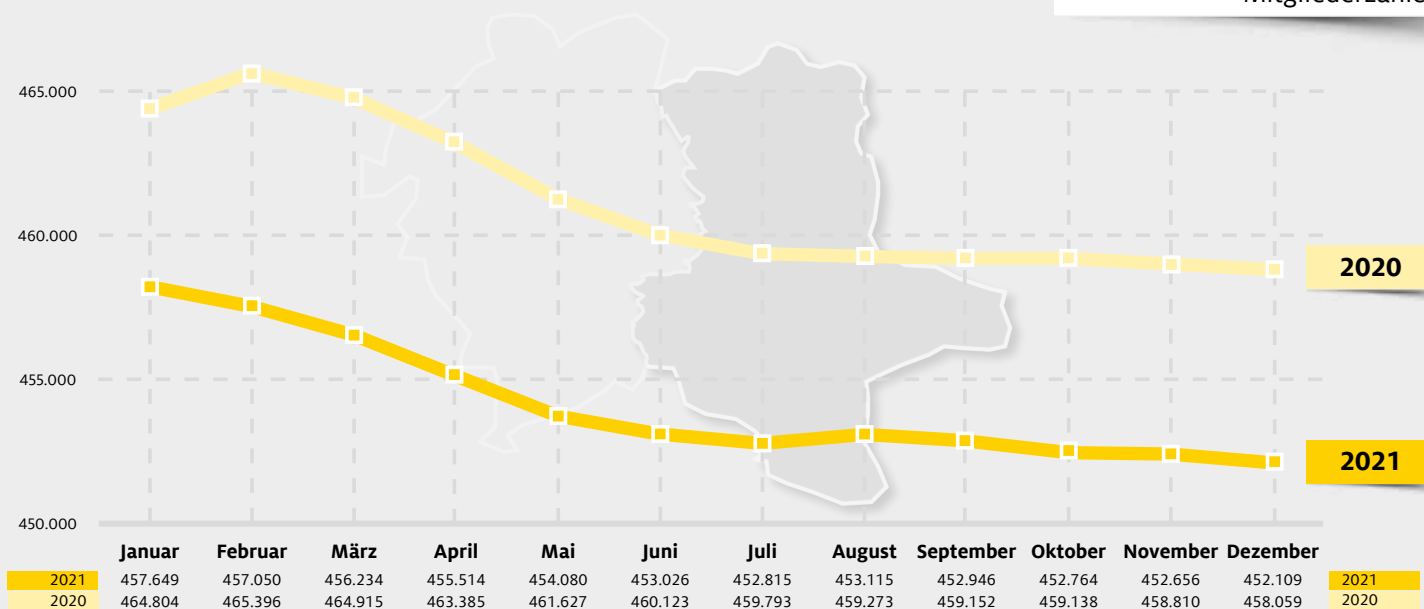 465.000
460.000
2020
455.000
2021
450.000
Januar Februar März April Mai Juni Juli August September Oktober November Dezember
2021 457.649 457.050 456.234 455.514 454.080 453.026 452.815 453.115 452.946 452.764 452.656 452.109 2021
2020 464.804 465.396 464.915 463.385 461.627 460.123 459.793 459.273 459.152 459.138 458.810 458.059 2020